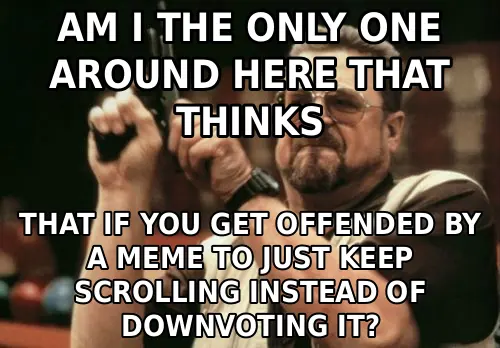 AM I THE ONLY ONE
AROUND HERE THAT
THINKS
THAT IF YOU GET OFFENDED BY
A MEME TO JUST KEEP
SCROLLING INSTEAD OF
DOWNVOTING IT?